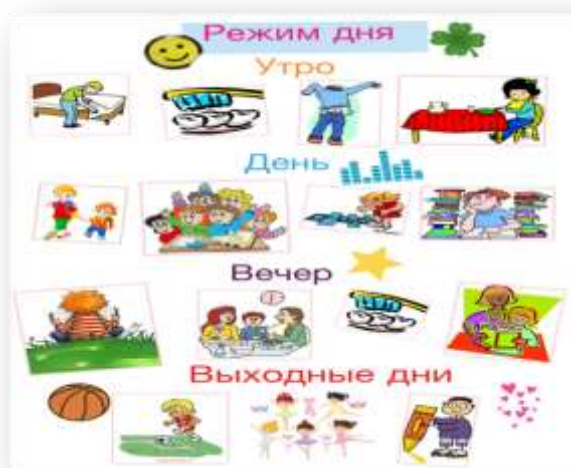 Режим дня
Утро
День
Вечер
Выходные дни